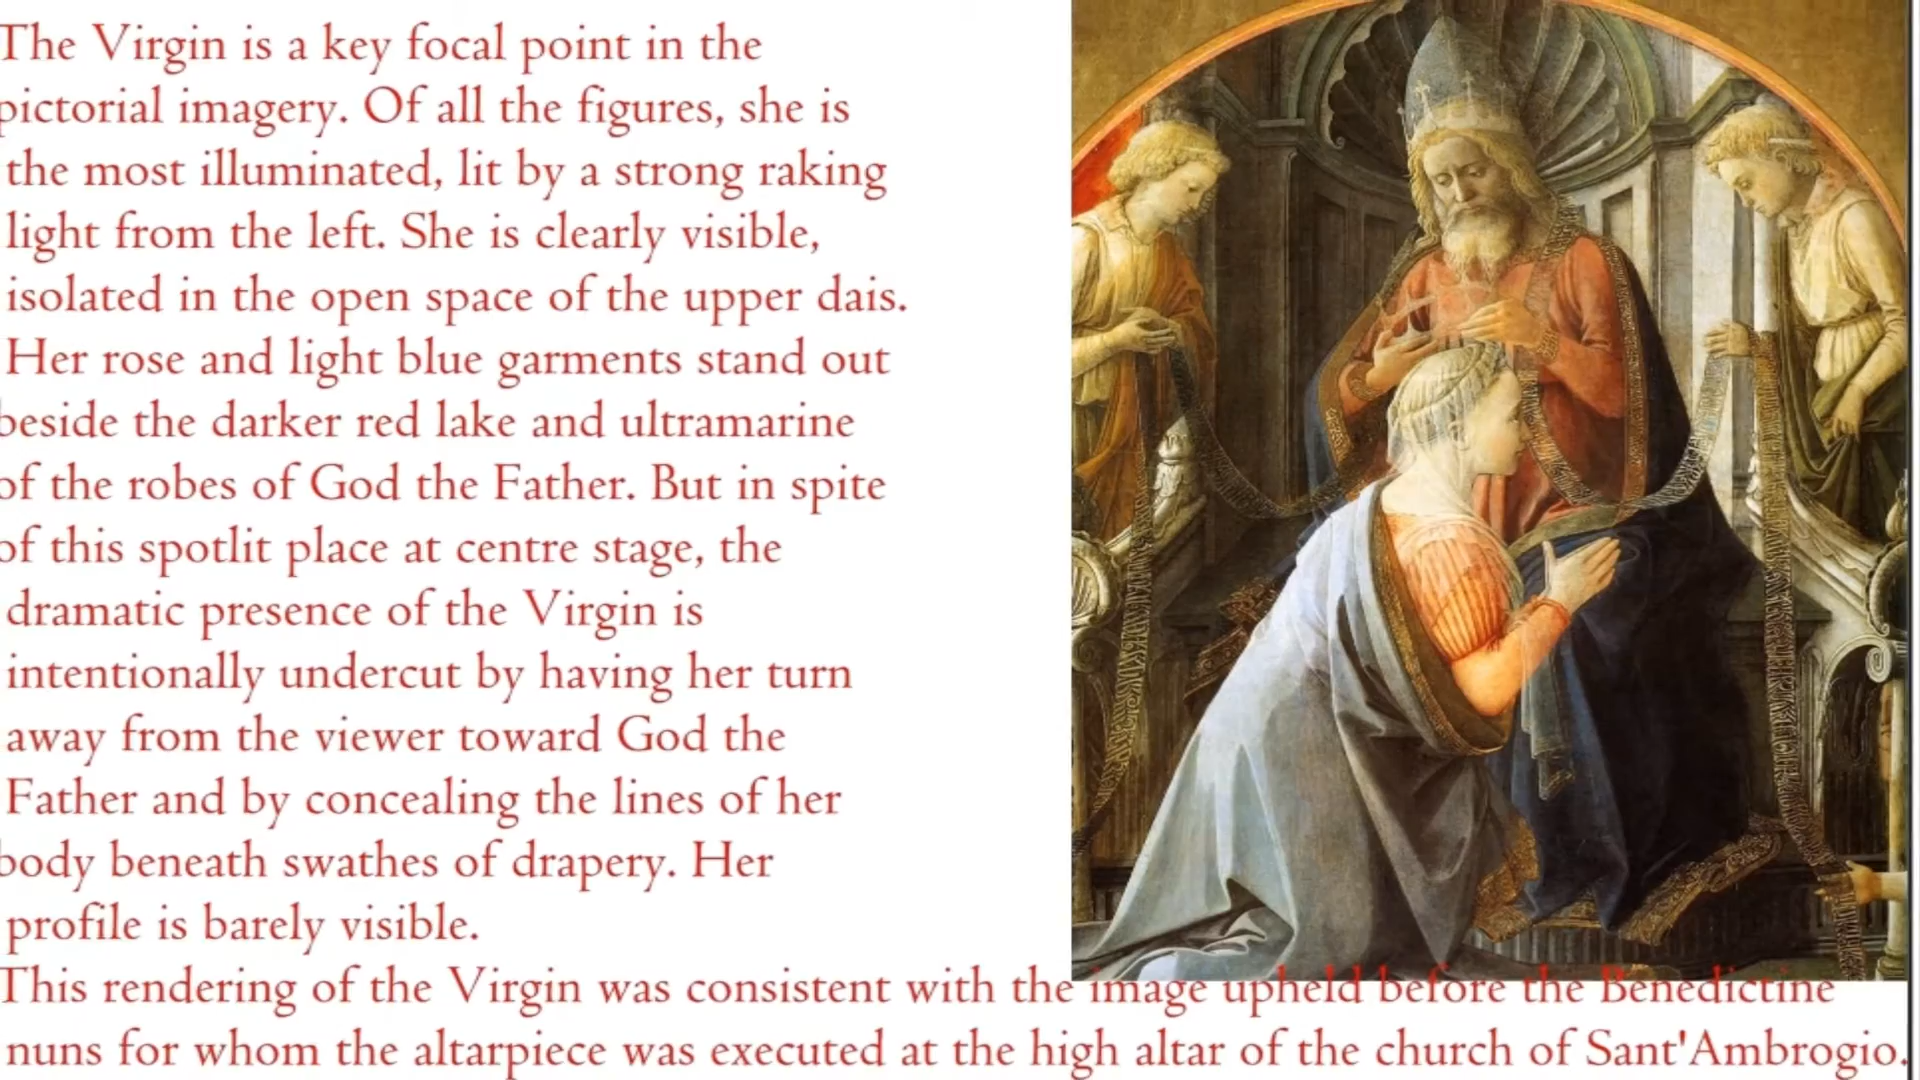 The Virgin is a key focal point in the
pictorial imagery. Of all the figures, she is
the most illuminated, lit by a strong raking
light from the left. She is clearly visible,
isolated in the open space of the upper dais.
Her rose and light blue garments stand out
beside the darker red lake and ultramarine
of the robes of God the Father. But in spite
of this spotlit place at centre stage, the
dramatic presence of the Virgin is
intentionally undercut by having her turn
away from the viewer toward God the
Father and by concealing the lines of her
body beneath swathes of drapery. Her
profile is barely visible.
This rendering of the Virgin was consistent with the image upheld before the Benedictine
nuns for whom the altarpiece was executed at the high altar of the church of Sant'Ambrogio.